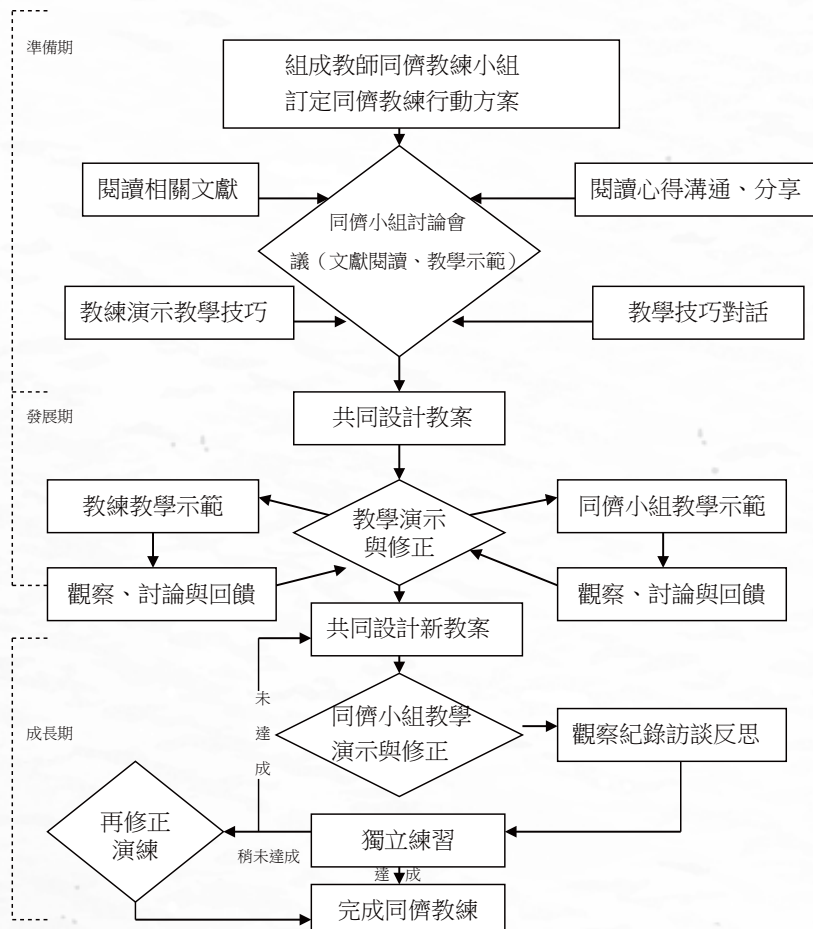 準備期
組成教師同儕教練小組
訂定同儕教練行動方案
閱讀相關文獻
閱讀心得溝通、分享
同儕小組討論會
議（文獻閱讀、教學示範）
教練演示教學技巧
教學技巧對話
發展期
共同設計教案
教練教學示範
教學演示
與修正
同儕小組教學示範
觀察、討論與回饋
觀察、討論與回饋
共同設計新教案
成長期
未
達
成
同儕小組教學
演示與修正
觀察紀錄訪談反思
再修正
演練
獨立練習
稍未達成
達成
完成同儕教練